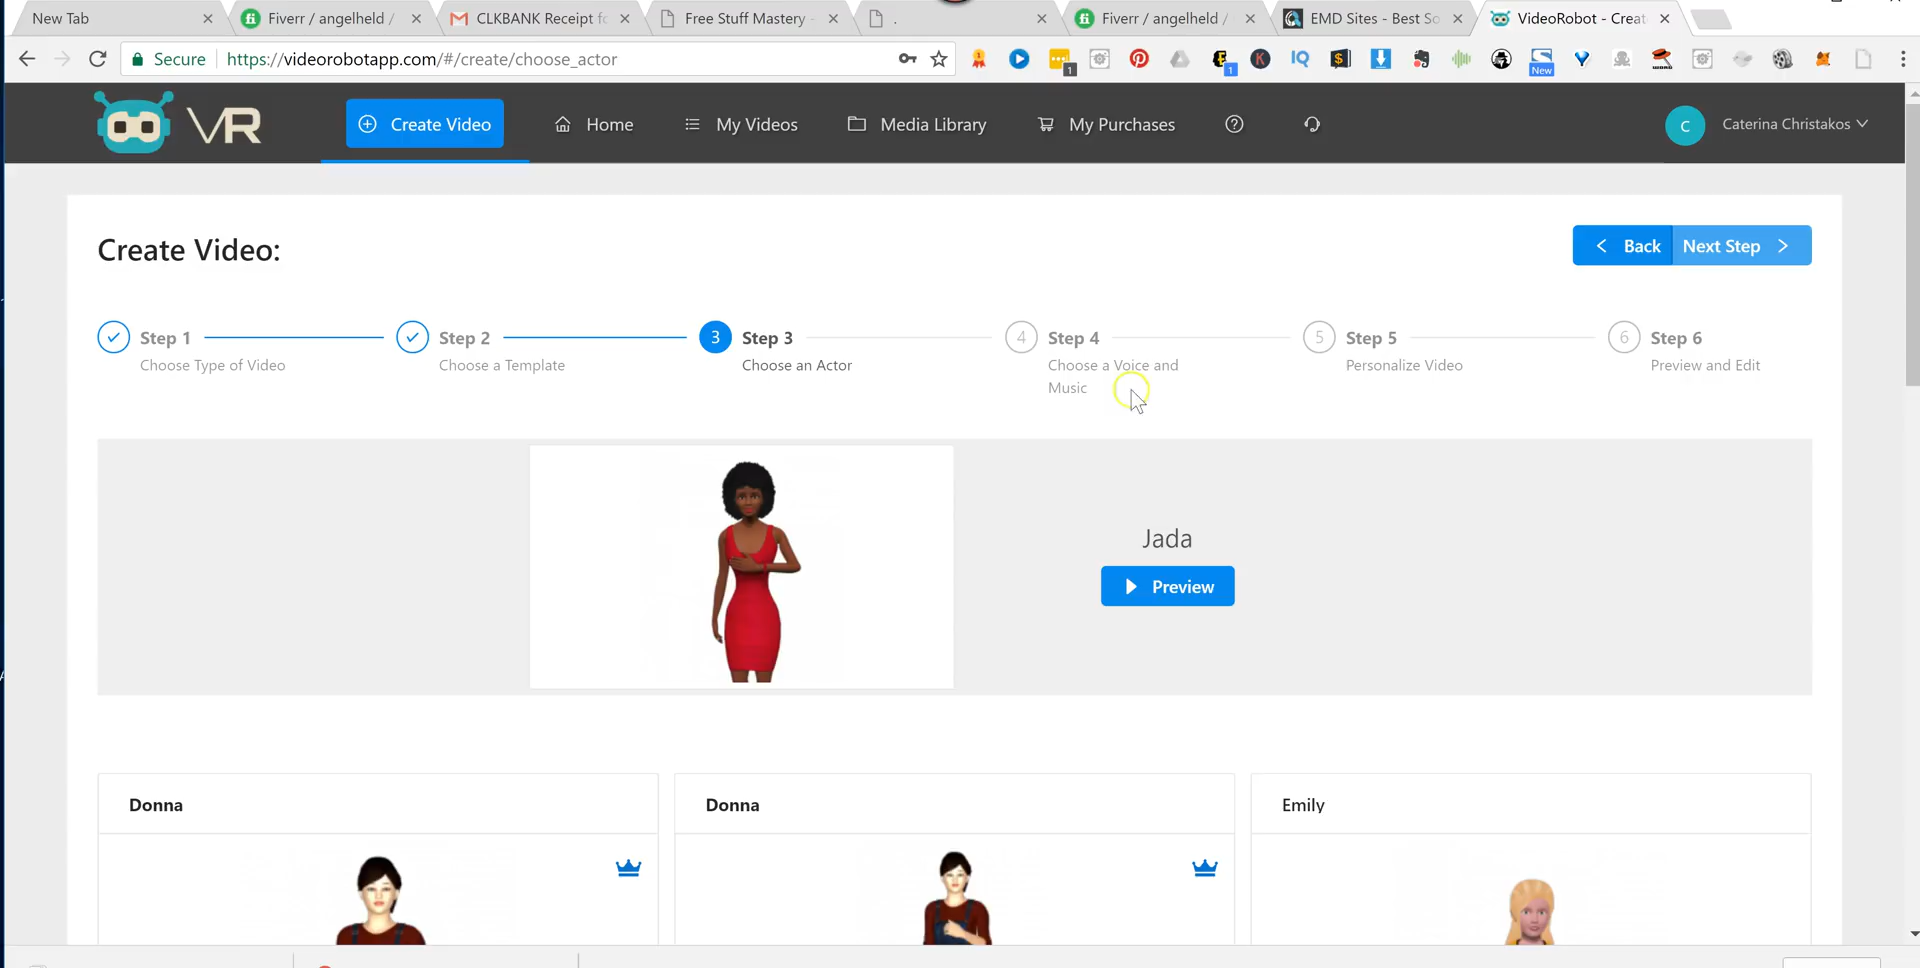 New Tab
Fiverr / angelheld /
CLKBANK Receipt fo
Free Stuff Mastery -
.
Fiverr / angelheld /
EMD Sites - Best So
VideoRobot - Creat
Secure
https://videorobotapp.com/#/create/choose_actor
1
1
K
IQ
$
New
VR
Create Video
Home
My Videos
Media Library
My Purchases
?
C
Caterina Christakos
Create Video:
Back
Next Step
Step 1
Choose Type of Video
Step 2
Choose a Template
3
Step 3
Choose an Actor
4
Step 4
Choose a Voice and
Music
5
Step 5
Personalize Video
6
Step 6
Preview and Edit
Jada
Preview
Donna
Donna
Emily